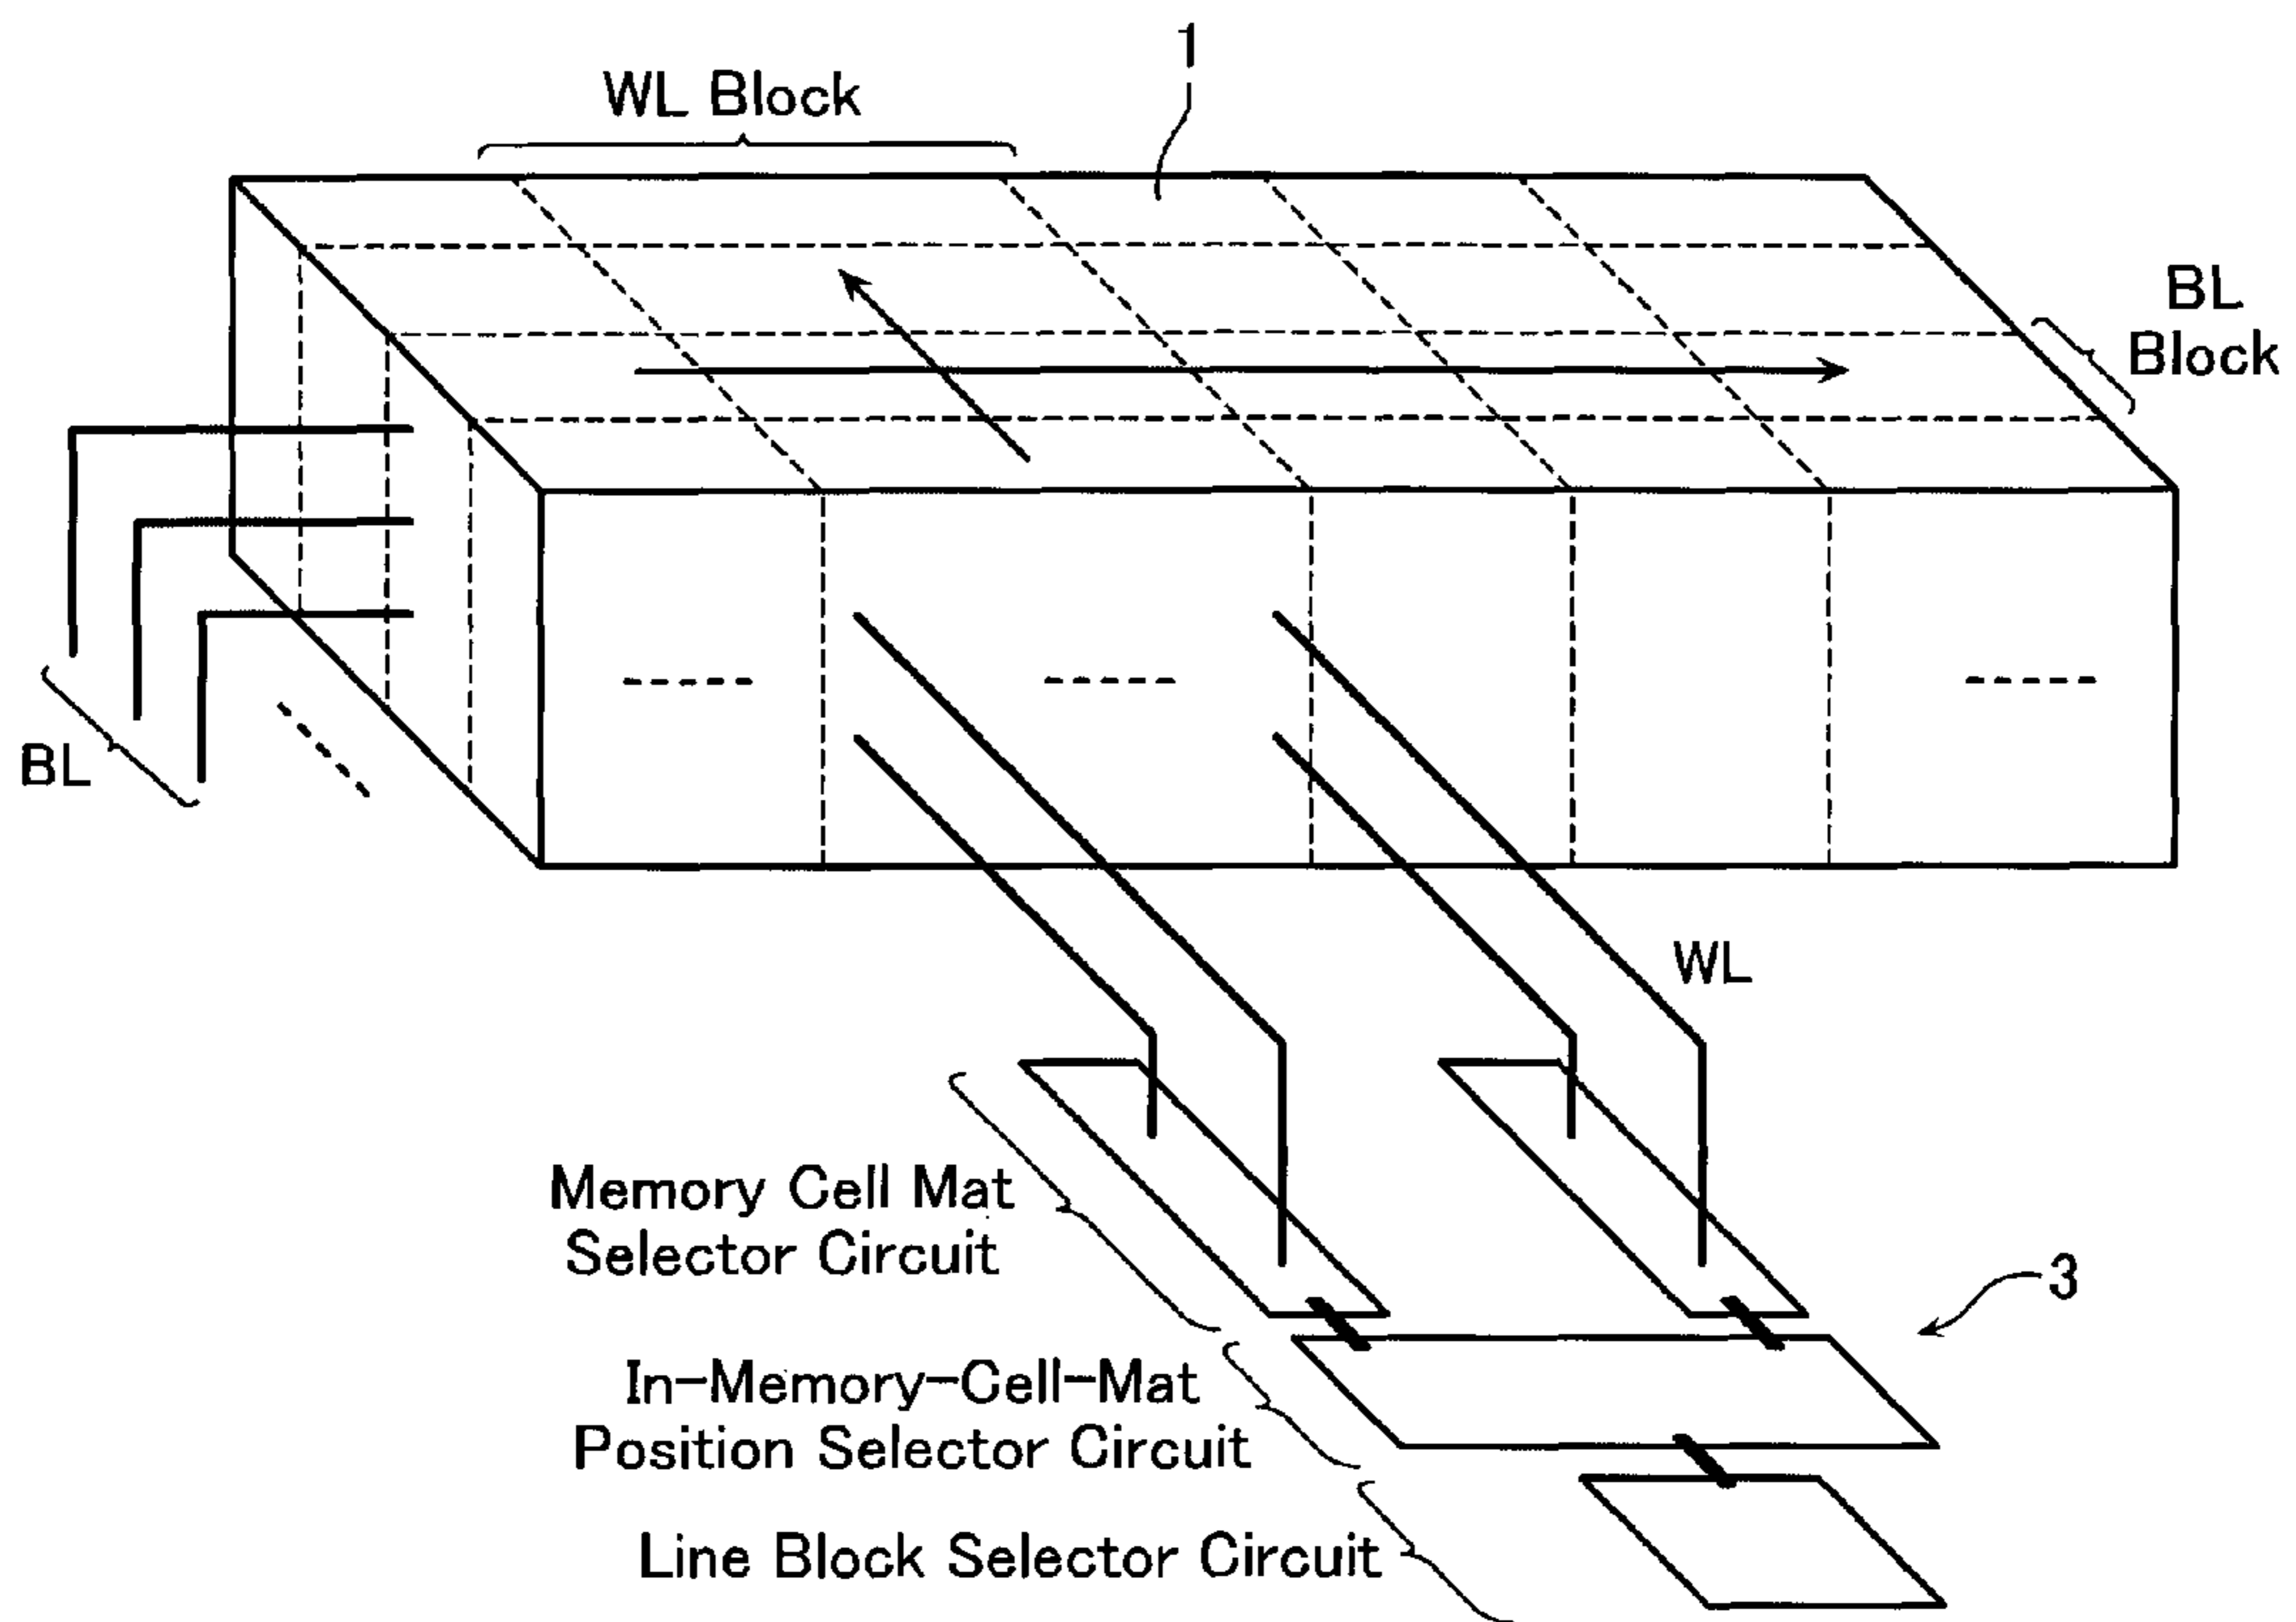 1
WL Block
BL
Block
BL
WL
Memory Cell Mat
Selector Circuit
3
In-Memory-Cell-Mat
Position Selector Circuit
Line Block Selector Circuit